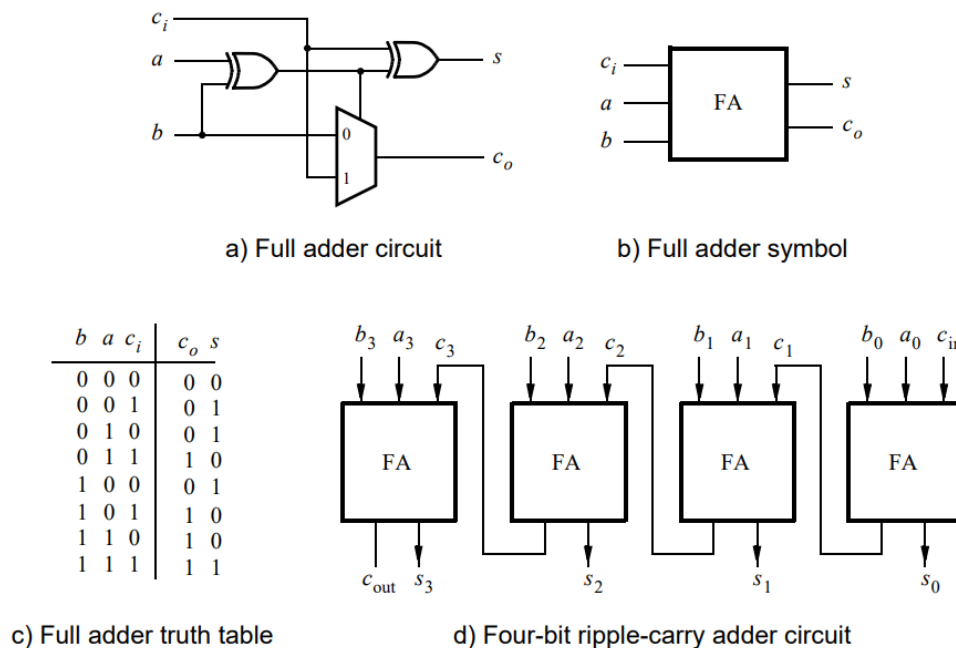 c_i
a
b
0
1
s
c_o
a) Full adder circuit
c_i
a
b
FA
s
c_o
b) Full adder symbol
b a c_i c_o s
0 0 0 0 0
0 0 1 0 1
0 1 0 0 1
0 1 1 1 0
1 0 0 0 1
1 0 1 1 0
1 1 0 1 0
1 1 1 1 1
c) Full adder truth table
b_3 a_3 c_3 b_2 a_2 c_2 b_1 a_1 c_1 b_0 a_0 c_in
FA FA FA FA
c_out s_3 s_2 s_1 s_0
d) Four-bit ripple-carry adder circuit